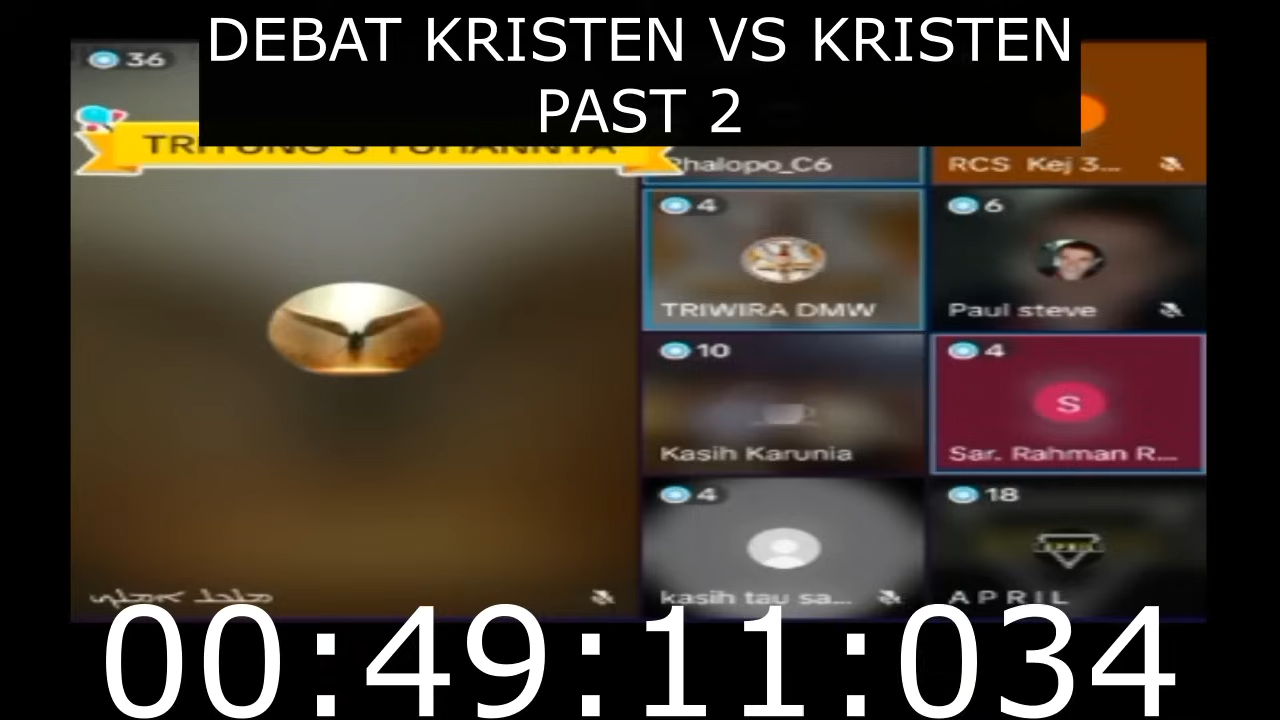 DEBAT KRISTEN VS KRISTEN
PAST 2
36
Phalopo_C6
RCS Kej 3...
4
TRIWIRA DMW
6
Paul steve
10
Kasih Karunia
4
S
Sar. Rahman R...
4
kasih tau sa...
18
APRIL
A P R I L
00:49:11:034